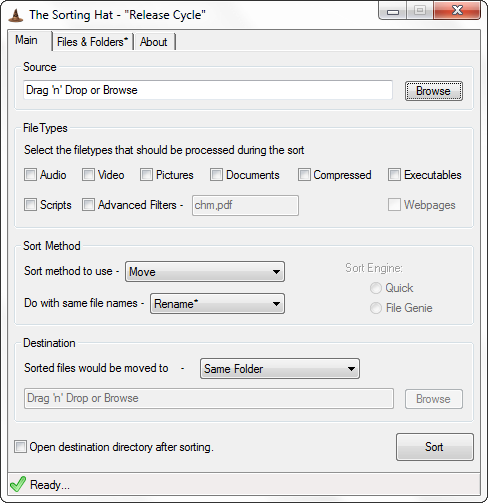 The Sorting Hat - "Release Cycle"
Main Files & Folders* About
Source
Drag 'n' Drop or Browse Browse
FileTypes
Select the filetypes that should be processed during the sort
Audio Video Pictures Documents Compressed Executables
Scripts Advanced Filters - chm,pdf Webpages
Sort Method
Sort method to use - Move Sort Engine:
Quick
Do with same file names - Rename* File Genie
Destination
Sorted files would be moved to - Same Folder
Drag 'n' Drop or Browse Browse
Open destination directory after sorting. Sort
Ready...